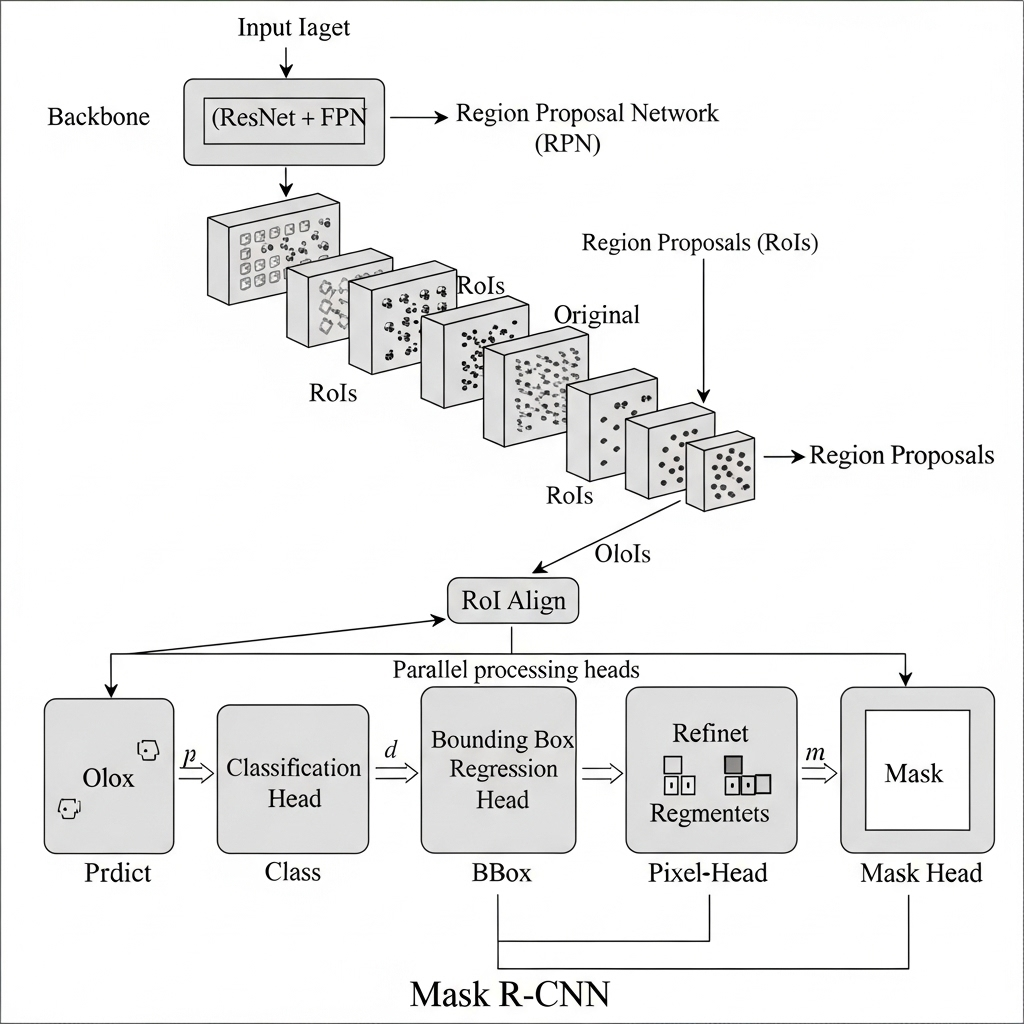 Input Iaget
Backbone
(ResNet + FPN
Region Proposal Network
(RPN)
Region Proposals (RoIs)
RoIs
Original
RoIs
Region Proposals
RoIs
OloIs
RoI Align
Parallel processing heads
Olox
p
Classification
Head
d
Bounding Box
Regression
Head
Refinet
Regmentets
m
Mask
Prdict
Class
BBox
Pixel-Head
Mask Head
Mask R-CNN